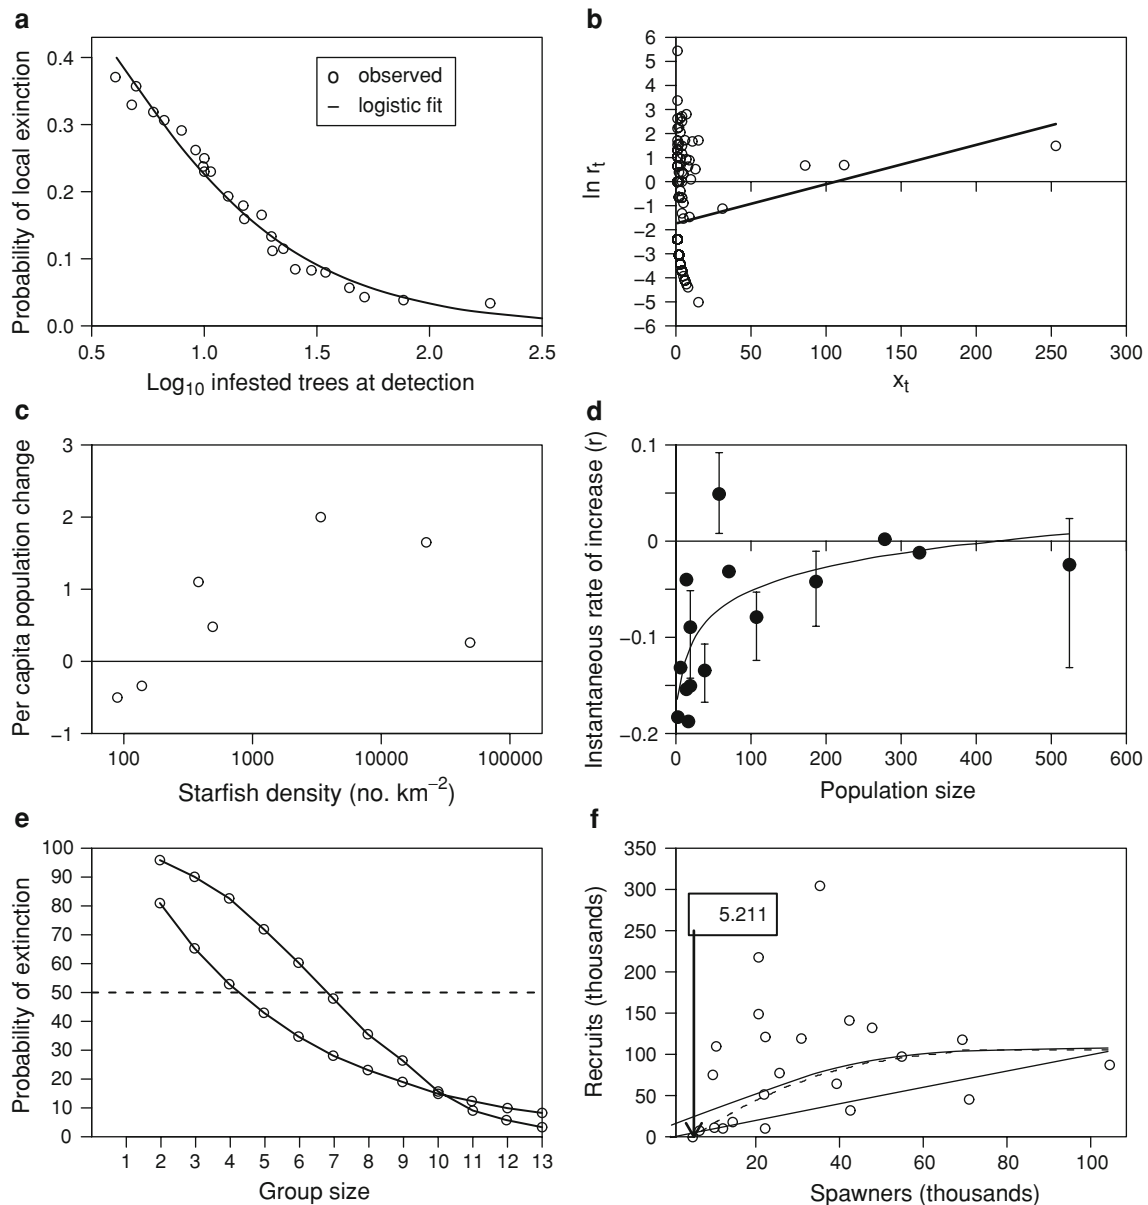 a
Probability of local exinction
0.4
0.3
0.2
0.1
0.0
0.5 1.0 1.5 2.0 2.5
Log10 infested trees at detection
o observed
– logistic fit
b
ln rt
6
5
4
3
2
1
0
−1
−2
−3
−4
−5
−6
0 50 100 150 200 250 300
xt
c
Per capita population change
3
2
1
0
−1
100 1000 10000 100000
Starfish density (no. km−2)
d
Instantaneous rate of increase (r)
0.1
0
−0.1
−0.2
0 100 200 300 400 500 600
Population size
e
Probability of extinction
100
90
80
70
60
50
40
30
20
10
0
1 2 3 4 5 6 7 8 9 10 11 12 13
Group size
f
Recruits (thousands)
350
300
250
200
150
100
50
0
5.211
20 40 60 80 100
Spawners (thousands)